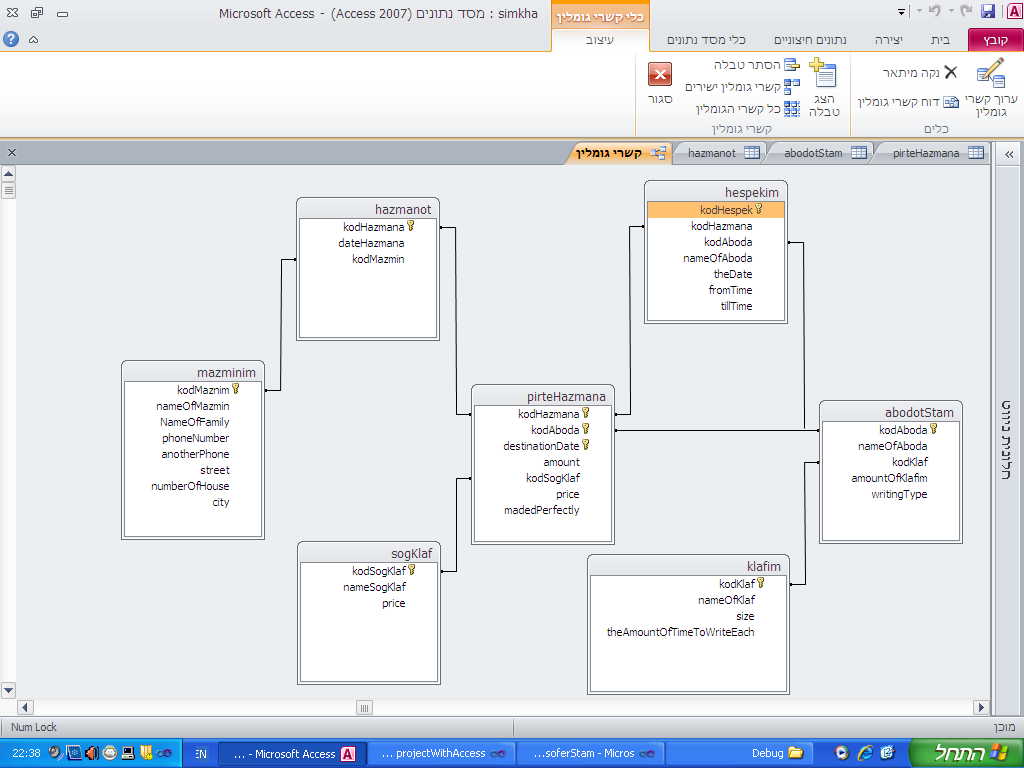 simkha : מסד נתונים (Access 2007) - Microsoft Access
כלי קשרי גומלין
קובץ
בית
יצירה
נתונים חיצוניים
כלי מסד נתונים
עיצוב
ערוך קשרי גומלין
נקה מיתאר
דוח קשרי גומלין
כלים
הצג טבלה
הסתר טבלה
קשרי גומלין ישירים
כל קשרי הגומלין
קשרי גומלין
סגור
pirteHazmana
abodotStam
hazmanot
קשרי גומלין
חלונית ניווט
hespekim
kodHespek
kodHazmana
kodAboda
nameOfAboda
theDate
fromTime
tillTime
hazmanot
kodHazmana
dateHazmana
kodMazmin
mazminim
kodMaznim
nameOfMazmin
NameOfFamily
phoneNumber
anotherPhone
street
numberOfHouse
city
pirteHazmana
kodHazmana
kodAboda
destinationDate
amount
kodSogKlaf
price
madedPerfectly
abodotStam
kodAboda
nameOfAboda
kodKlaf
amountOfKlafim
writingType
sogKlaf
kodSogKlaf
nameSogKlaf
price
klafim
kodKlaf
nameOfKlaf
size
theAmountOfTimeToWriteEach
מוכן
Num Lock
התחל
Debug
...soferStam - Micros
...projectWithAccess
... - Microsoft Access
EN
22:38